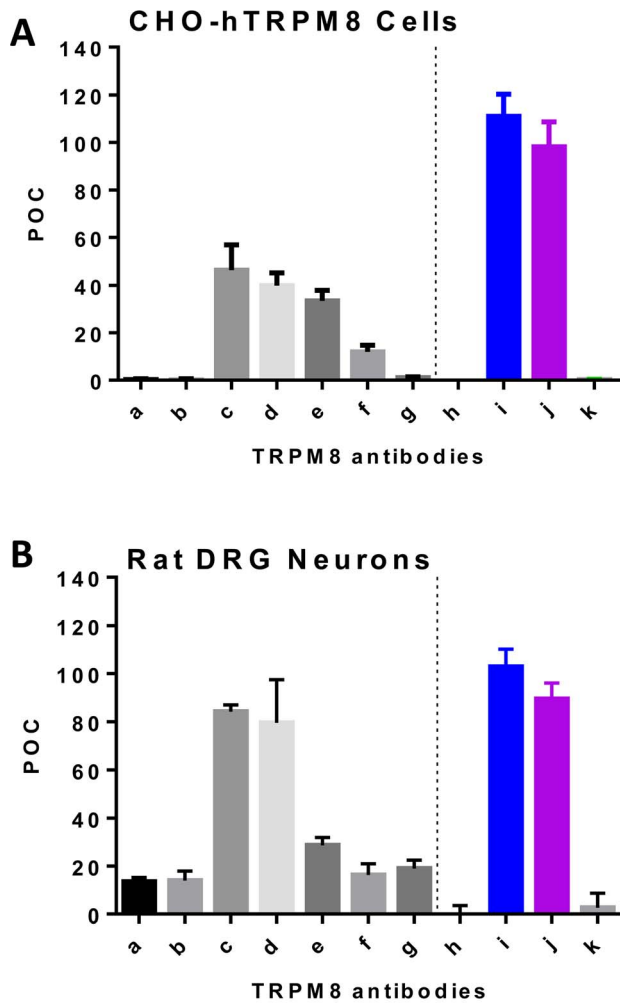 A
CHO-hTRPM8 Cells
140
120
100
80
60
40
20
0
POC
a b c d e f g h i j k
TRPM8 antibodies
B
Rat DRG Neurons
140
120
100
80
60
40
20
0
POC
a b c d e f g h i j k
TRPM8 antibodies